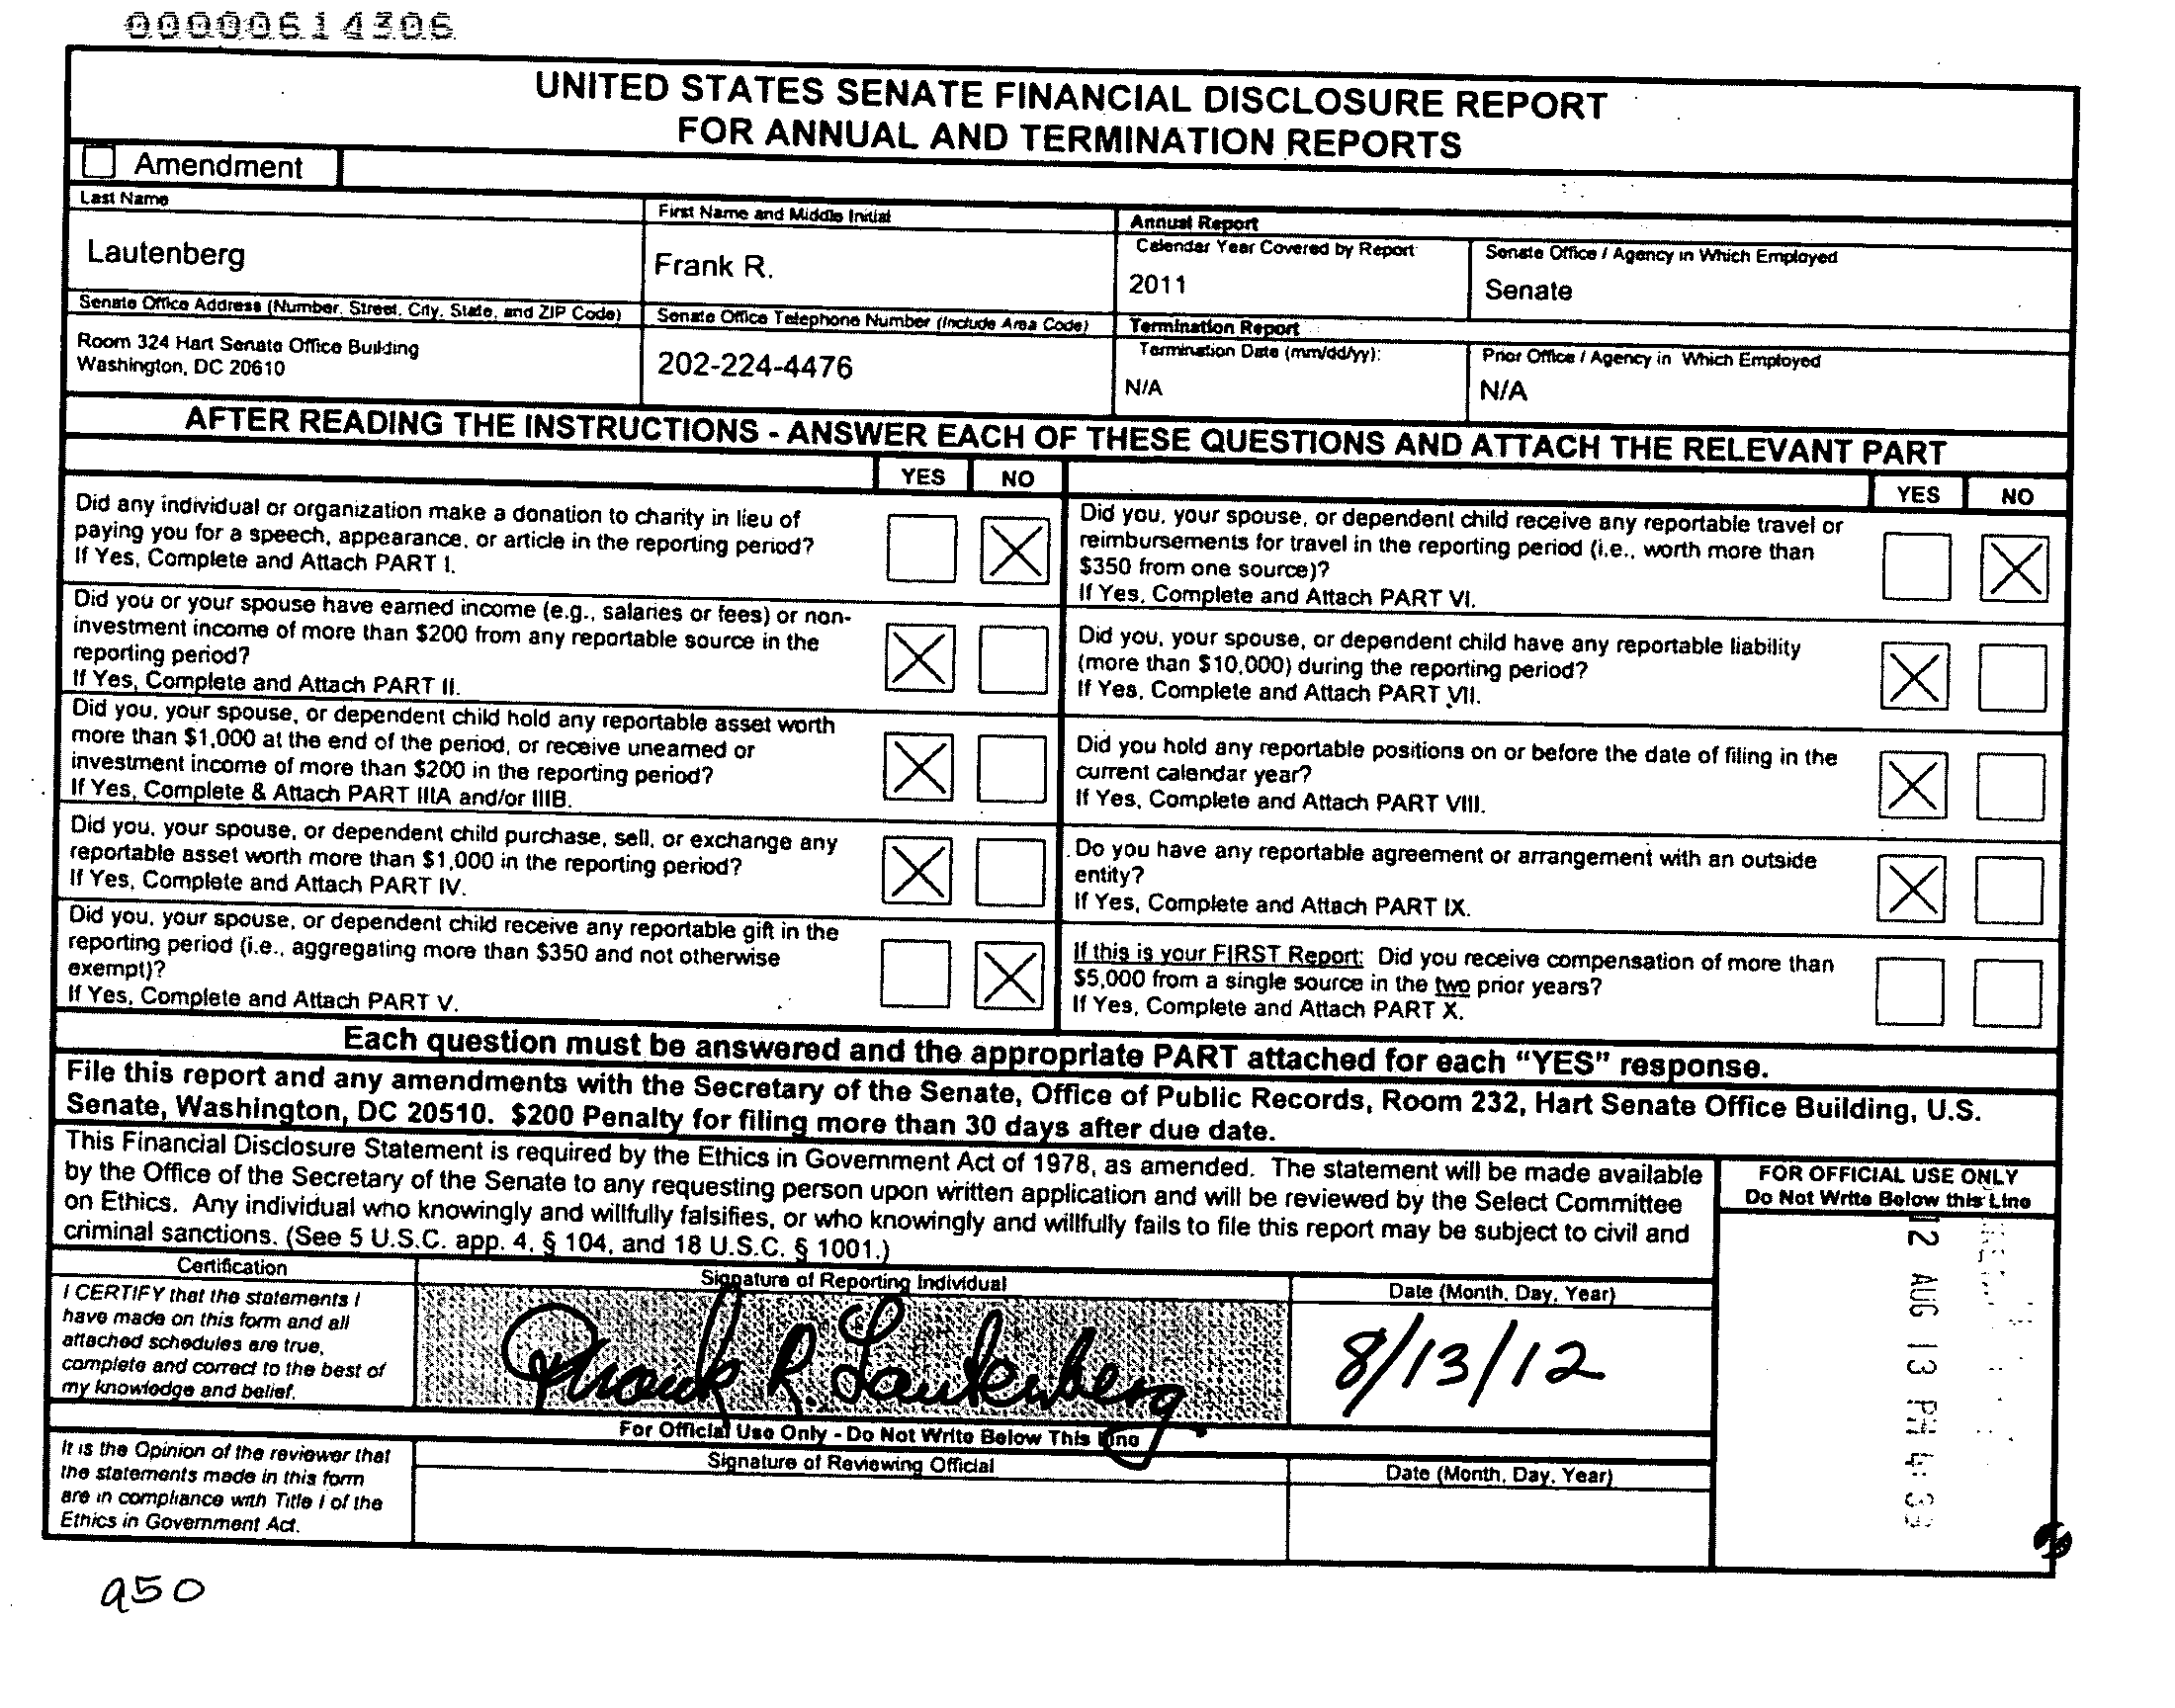 00000614306
UNITED STATES SENATE FINANCIAL DISCLOSURE REPORT
FOR ANNUAL AND TERMINATION REPORTS
Amendment
Last Name
Lautenberg
First Name and Middle Initial
Frank R.
Annual Report
Calendar Year Covered by Report
2011
Senate Office / Agency in Which Employed
Senate
Senate Office Address (Number, Street, City, State, and ZIP Code)
Room 324 Hart Senate Office Building
Washington, DC 20610
Senate Office Telephone Number (Include Area Code)
202-224-4476
Termination Report
Termination Date (mm/dd/yy):
N/A
Prior Office / Agency in Which Employed
N/A
AFTER READING THE INSTRUCTIONS - ANSWER EACH OF THESE QUESTIONS AND ATTACH THE RELEVANT PART
YES NO
Did any individual or organization make a donation to charity in lieu of
paying you for a speech, appearance, or article in the reporting period?
If Yes, Complete and Attach PART I.
Did you or your spouse have earned income (e.g., salaries or fees) or non-
investment income of more than $200 from any reportable source in the
reporting period?
If Yes, Complete and Attach PART II.
Did you, your spouse, or dependent child hold any reportable asset worth
more than $1,000 at the end of the period, or receive unearned or
investment income of more than $200 in the reporting period?
If Yes, Complete & Attach PART IIIA and/or IIIB.
Did you, your spouse, or dependent child purchase, sell, or exchange any
reportable asset worth more than $1,000 in the reporting period?
If Yes, Complete and Attach PART IV.
Did you, your spouse, or dependent child receive any reportable gift in the
reporting period (i.e., aggregating more than $350 and not otherwise
exempt)?
If Yes, Complete and Attach PART V.
YES NO
Did you, your spouse, or dependent child receive any reportable travel or
reimbursements for travel in the reporting period (i.e., worth more than
$350 from one source)?
If Yes, Complete and Attach PART VI.
Did you, your spouse, or dependent child have any reportable liability
(more than $10,000) during the reporting period?
If Yes, Complete and Attach PART VII.
Did you hold any reportable positions on or before the date of filing in the
current calendar year?
If Yes, Complete and Attach PART VIII.
Do you have any reportable agreement or arrangement with an outside
entity?
If Yes, Complete and Attach PART IX.
If this is your FIRST Report: Did you receive compensation of more than
$5,000 from a single source in the two prior years?
If Yes, Complete and Attach PART X.
Each question must be answered and the appropriate PART attached for each “YES” response.
File this report and any amendments with the Secretary of the Senate, Office of Public Records, Room 232, Hart Senate Office Building, U.S.
Senate, Washington, DC 20510. $200 Penalty for filing more than 30 days after due date.
This Financial Disclosure Statement is required by the Ethics in Government Act of 1978, as amended. The statement will be made available
by the Office of the Secretary of the Senate to any requesting person upon written application and will be reviewed by the Select Committee
on Ethics. Any individual who knowingly and willfully falsifies, or who knowingly and willfully fails to file this report may be subject to civil and
criminal sanctions. (See 5 U.S.C. app. 4, § 104, and 18 U.S.C. § 1001.)
FOR OFFICIAL USE ONLY
Do Not Write Below this Line
12 AUG 13 PM 4:
Certification
I CERTIFY that the statements I
have made on this form and all
attached schedules are true,
complete and correct to the best of
my knowledge and belief.
Signature of Reporting Individual
Frank R. Lautenberg
Date (Month, Day, Year)
8/13/12
For Official Use Only - Do Not Write Below This Line
It is the Opinion of the reviewer that
the statements made in this form
are in compliance with Title I of the
Ethics in Government Act.
Signature of Reviewing Official
Date (Month, Day, Year)
950